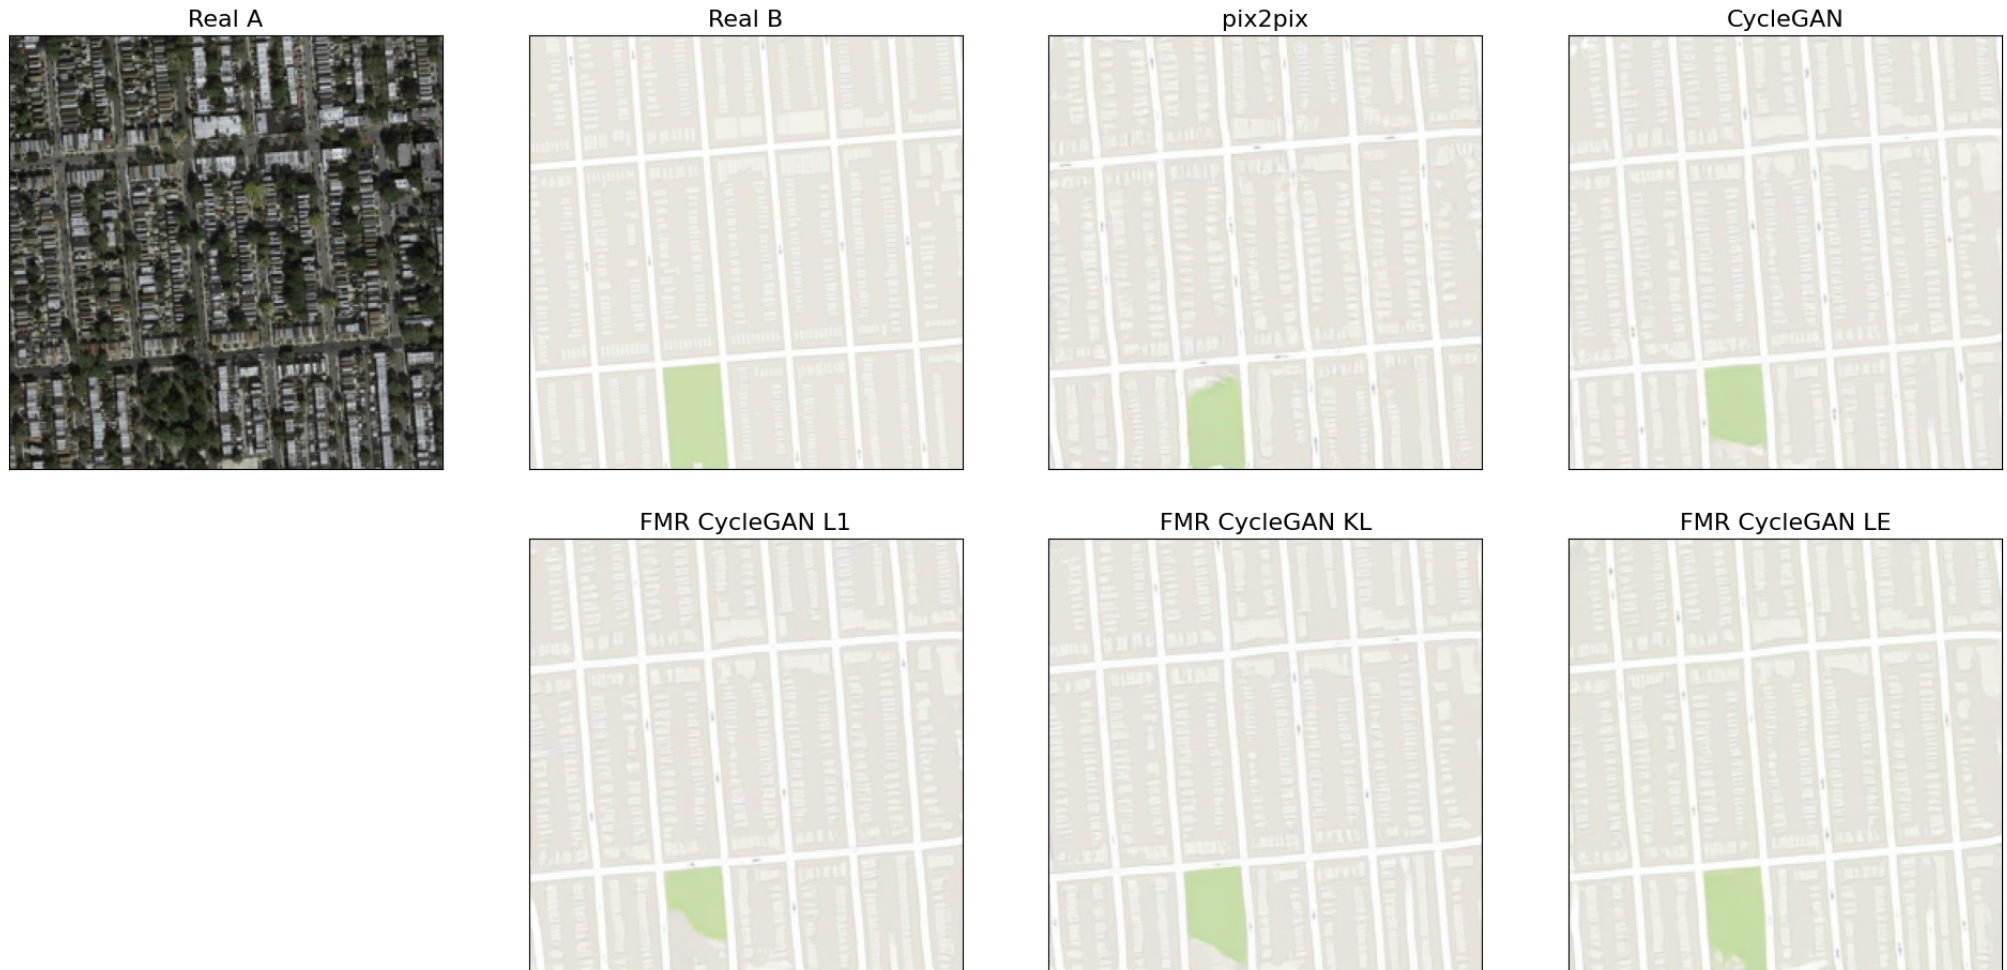 Real A
Real B
pix2pix
CycleGAN
FMR CycleGAN L1
FMR CycleGAN KL
FMR CycleGAN LE